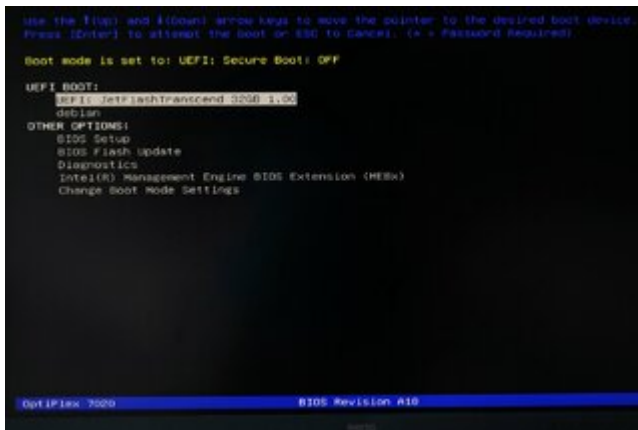 Use the ↑(Up) and ↓(Down) arrow keys to move the pointer to the desired boot device.
Press [Enter] to attempt the boot or ESC to Cancel. (* = Password Required)
Boot mode is set to: UEFI; Secure Boot: OFF
UEFI BOOT:
UEFI: JetFlashTranscend 32GB 1.00
debian
OTHER OPTIONS:
BIOS Setup
BIOS Flash Update
Diagnostics
Intel(R) Management Engine BIOS Extension (MEBx)
Change Boot Mode Settings
OptiPlex 7020 BIOS Revision A10